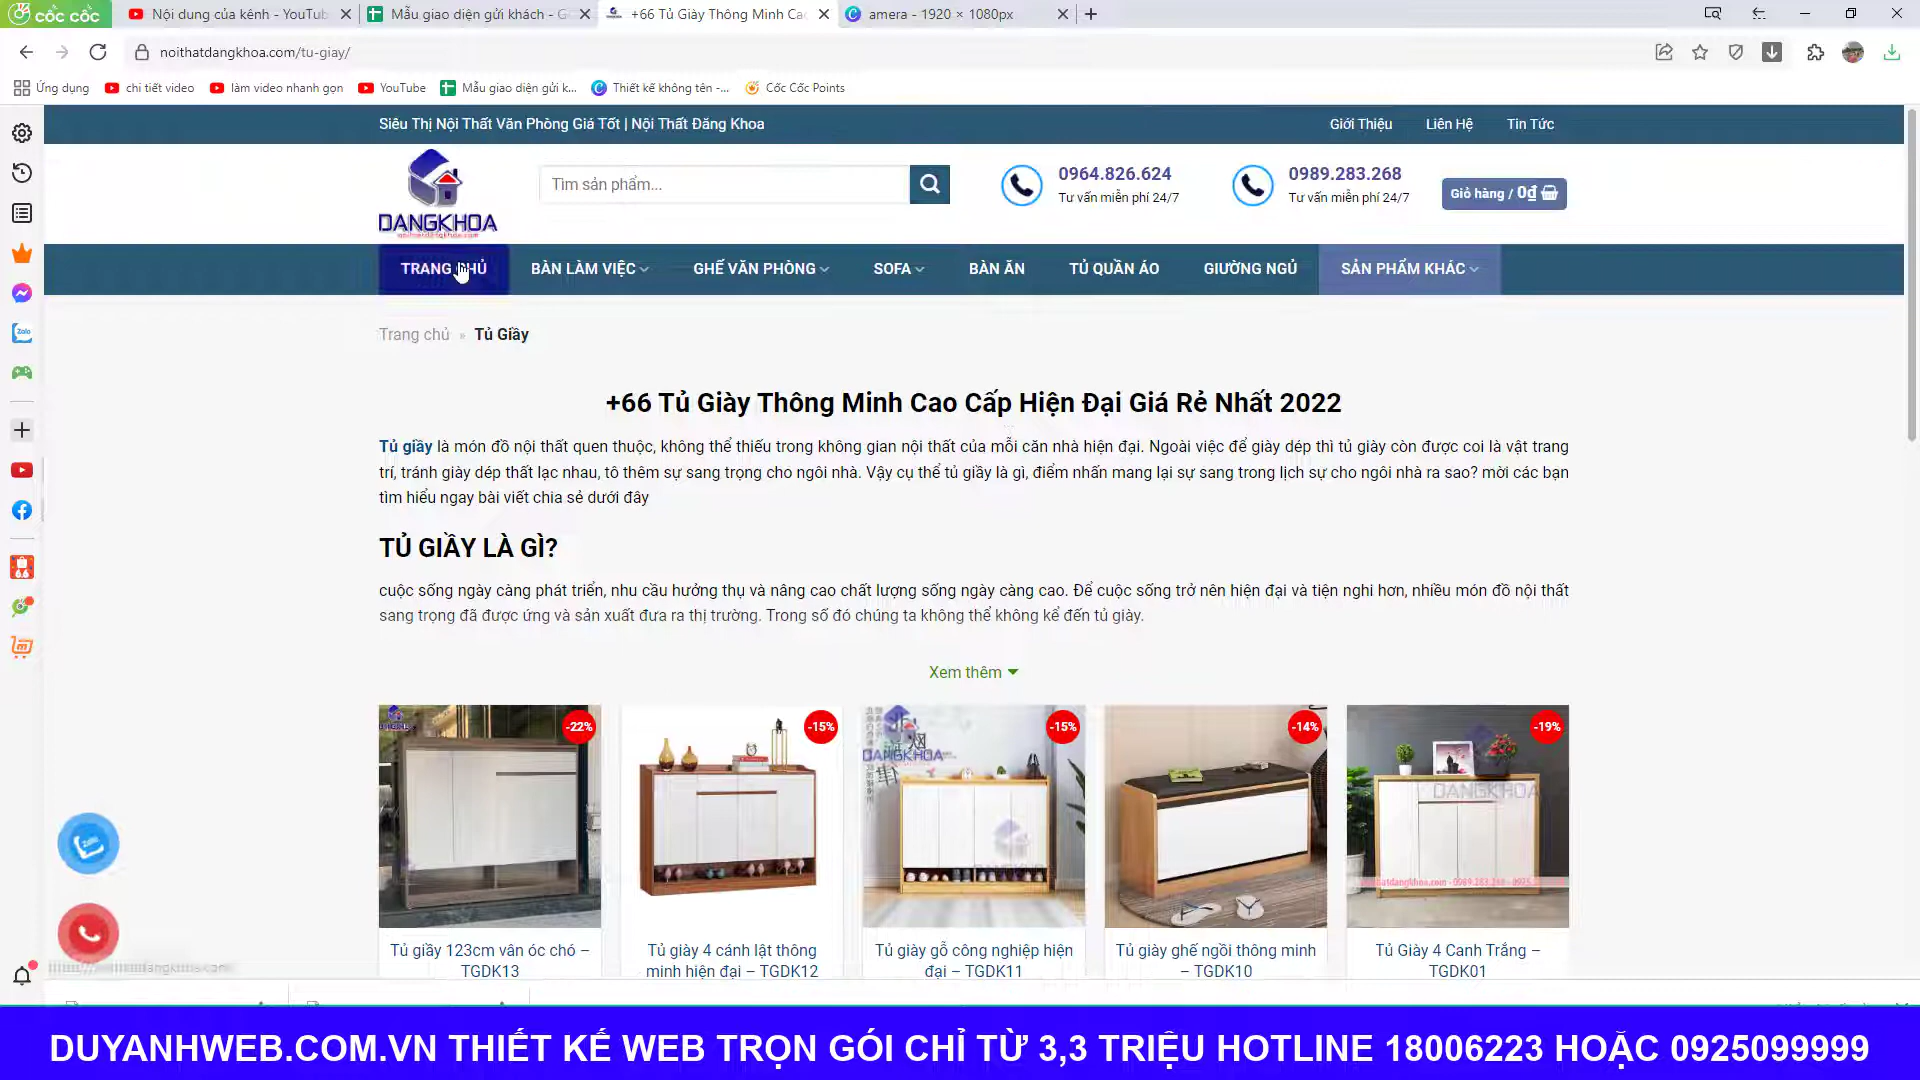 cốc cốc
Nội dung của kênh - YouTub
Mẫu giao diện gửi khách - G
+66 Tủ Giày Thông Minh Ca
amera - 1920 × 1080px
noithatdangkhoa.com/tu-giay/
Ứng dụng
chi tiết video
làm video nhanh gọn
YouTube
Mẫu giao diện gửi k...
Thiết kế không tên -...
Cốc Cốc Points
Siêu Thị Nội Thất Văn Phòng Giá Tốt | Nội Thất Đăng Khoa
Giới Thiệu
Liên Hệ
Tin Tức
DANGKHOA
Tìm sản phẩm...
0964.826.624
Tư vấn miễn phí 24/7
0989.283.268
Tư vấn miễn phí 24/7
Giỏ hàng / 0₫
TRANG CHỦ
BÀN LÀM VIỆC
GHẾ VĂN PHÒNG
SOFA
BÀN ĂN
TỦ QUẦN ÁO
GIƯỜNG NGỦ
SẢN PHẨM KHÁC
Trang chủ » Tủ Giầy
+66 Tủ Giày Thông Minh Cao Cấp Hiện Đại Giá Rẻ Nhất 2022
Tủ giầy là món đồ nội thất quen thuộc, không thể thiếu trong không gian nội thất của mỗi căn nhà hiện đại. Ngoài việc để giày dép thì tủ giày còn được coi là vật trang
trí, tránh giày dép thất lạc nhau, tô thêm sự sang trọng cho ngôi nhà. Vậy cụ thể tủ giầy là gì, điểm nhấn mang lại sự sang trong lịch sự cho ngôi nhà ra sao? mời các bạn
tìm hiểu ngay bài viết chia sẻ dưới đây
TỦ GIẦY LÀ GÌ?
cuộc sống ngày càng phát triển, nhu cầu hưởng thụ và nâng cao chất lượng sống ngày càng cao. Để cuộc sống trở nên hiện đại và tiện nghi hơn, nhiều món đồ nội thất
sang trọng đã được ứng và sản xuất đưa ra thị trường. Trong số đó chúng ta không thể không kể đến tủ giày.
Xem thêm
-22%
-15%
-15%
-14%
-19%
DANGKHOA
DANGKHOA
Zalo
Zalo
Tủ giầy 123cm vân óc chó –
TGDK13
Tủ giày 4 cánh lật thông
minh hiện đại – TGDK12
Tủ giày gỗ công nghiệp hiện
đại – TGDK11
Tủ giày ghế ngồi thông minh
– TGDK10
Tủ Giày 4 Canh Trắng –
TGDK01
DUYANHWEB.COM.VN THIẾT KẾ WEB TRỌN GÓI CHỈ TỪ 3,3 TRIỆU HOTLINE 18006223 HOẶC 0925099999